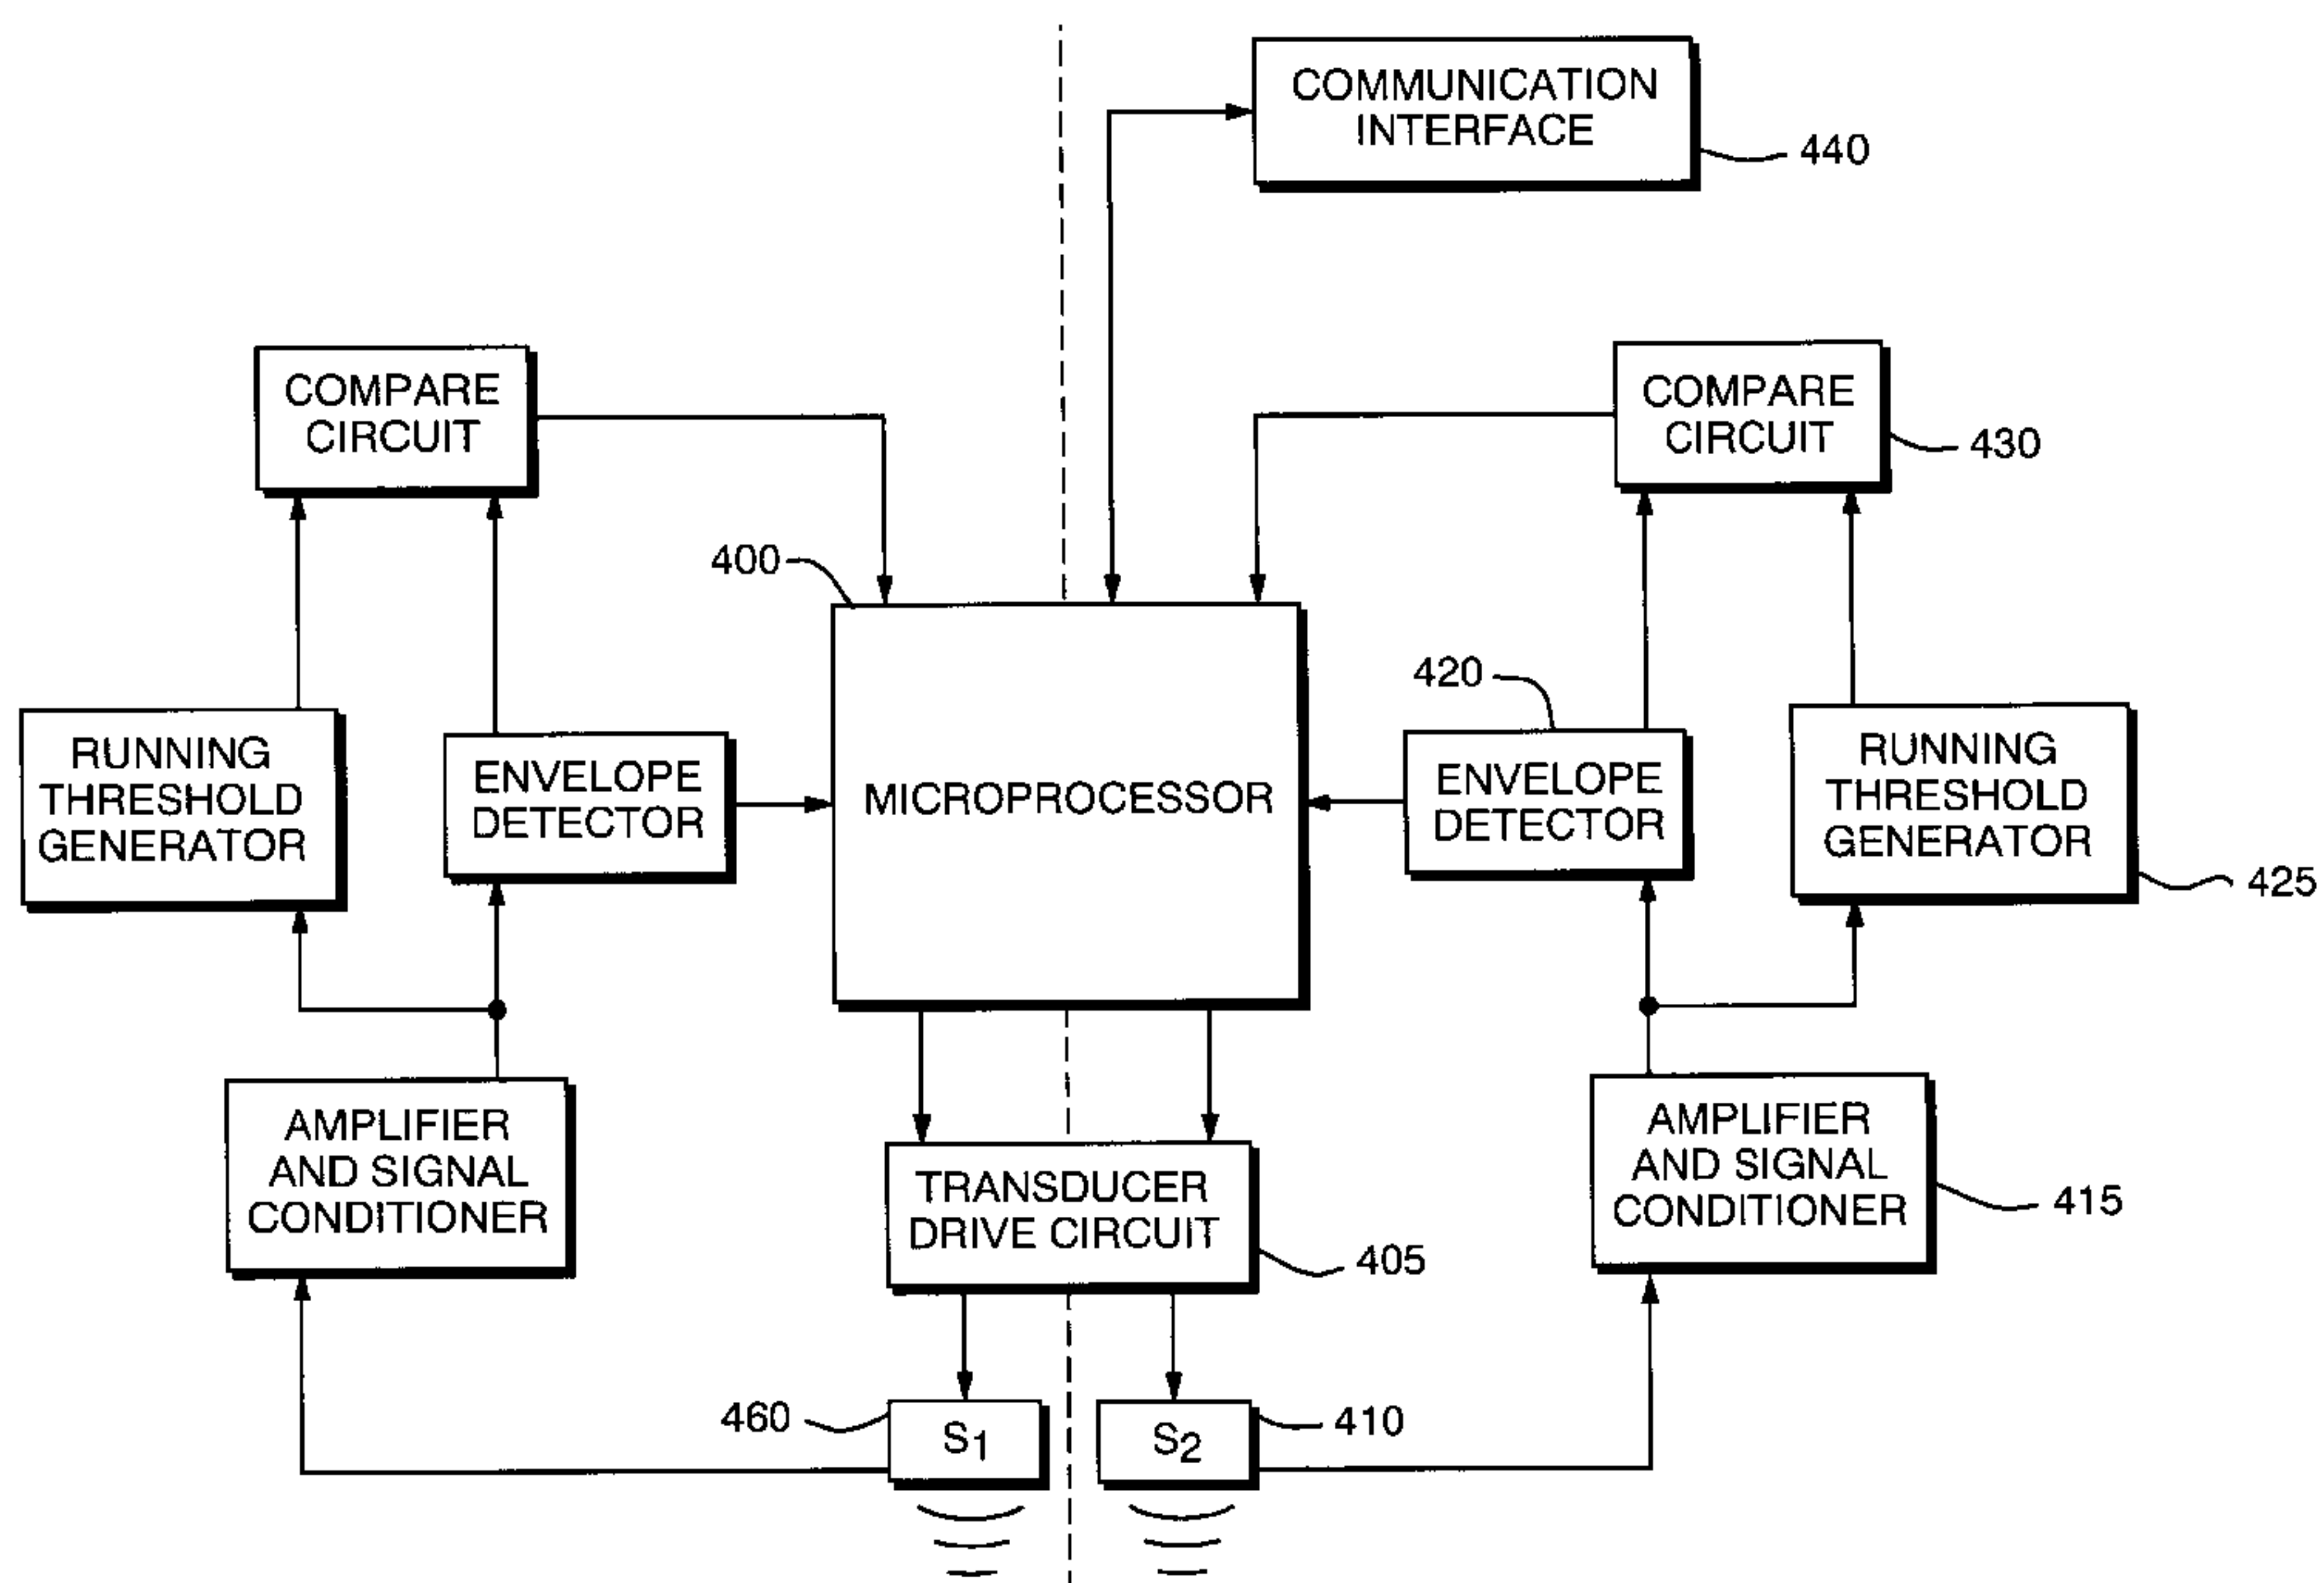 COMMUNICATION
INTERFACE
440
COMPARE
CIRCUIT
COMPARE
CIRCUIT
430
400
420
RUNNING
THRESHOLD
GENERATOR
ENVELOPE
DETECTOR
MICROPROCESSOR
ENVELOPE
DETECTOR
RUNNING
THRESHOLD
GENERATOR
425
AMPLIFIER
AND SIGNAL
CONDITIONER
TRANSDUCER
DRIVE CIRCUIT
405
AMPLIFIER
AND SIGNAL
CONDITIONER
415
460
S1
S2
410